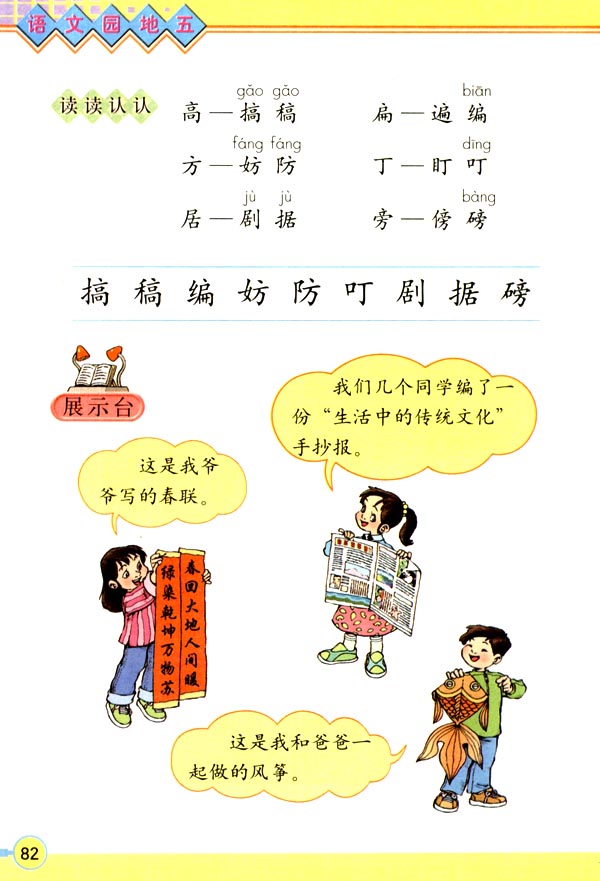 语文园地五
读读认认
gǎo gǎo
高—搞 稿
biān
扁—遍 编
fáng fáng
方—妨 防
dīng
丁—盯 叮
jù jù
居—剧 据
bàng
旁—傍 磅
搞 稿 编 妨 防 叮 剧 据 磅
展示台
我们几个同学编了一
份“生活中的传统文化”
手抄报。
这是我爷
爷写的春联。
春回大地人间暖
绿染乾坤万物苏
这是我和爸爸一
起做的风筝。
82